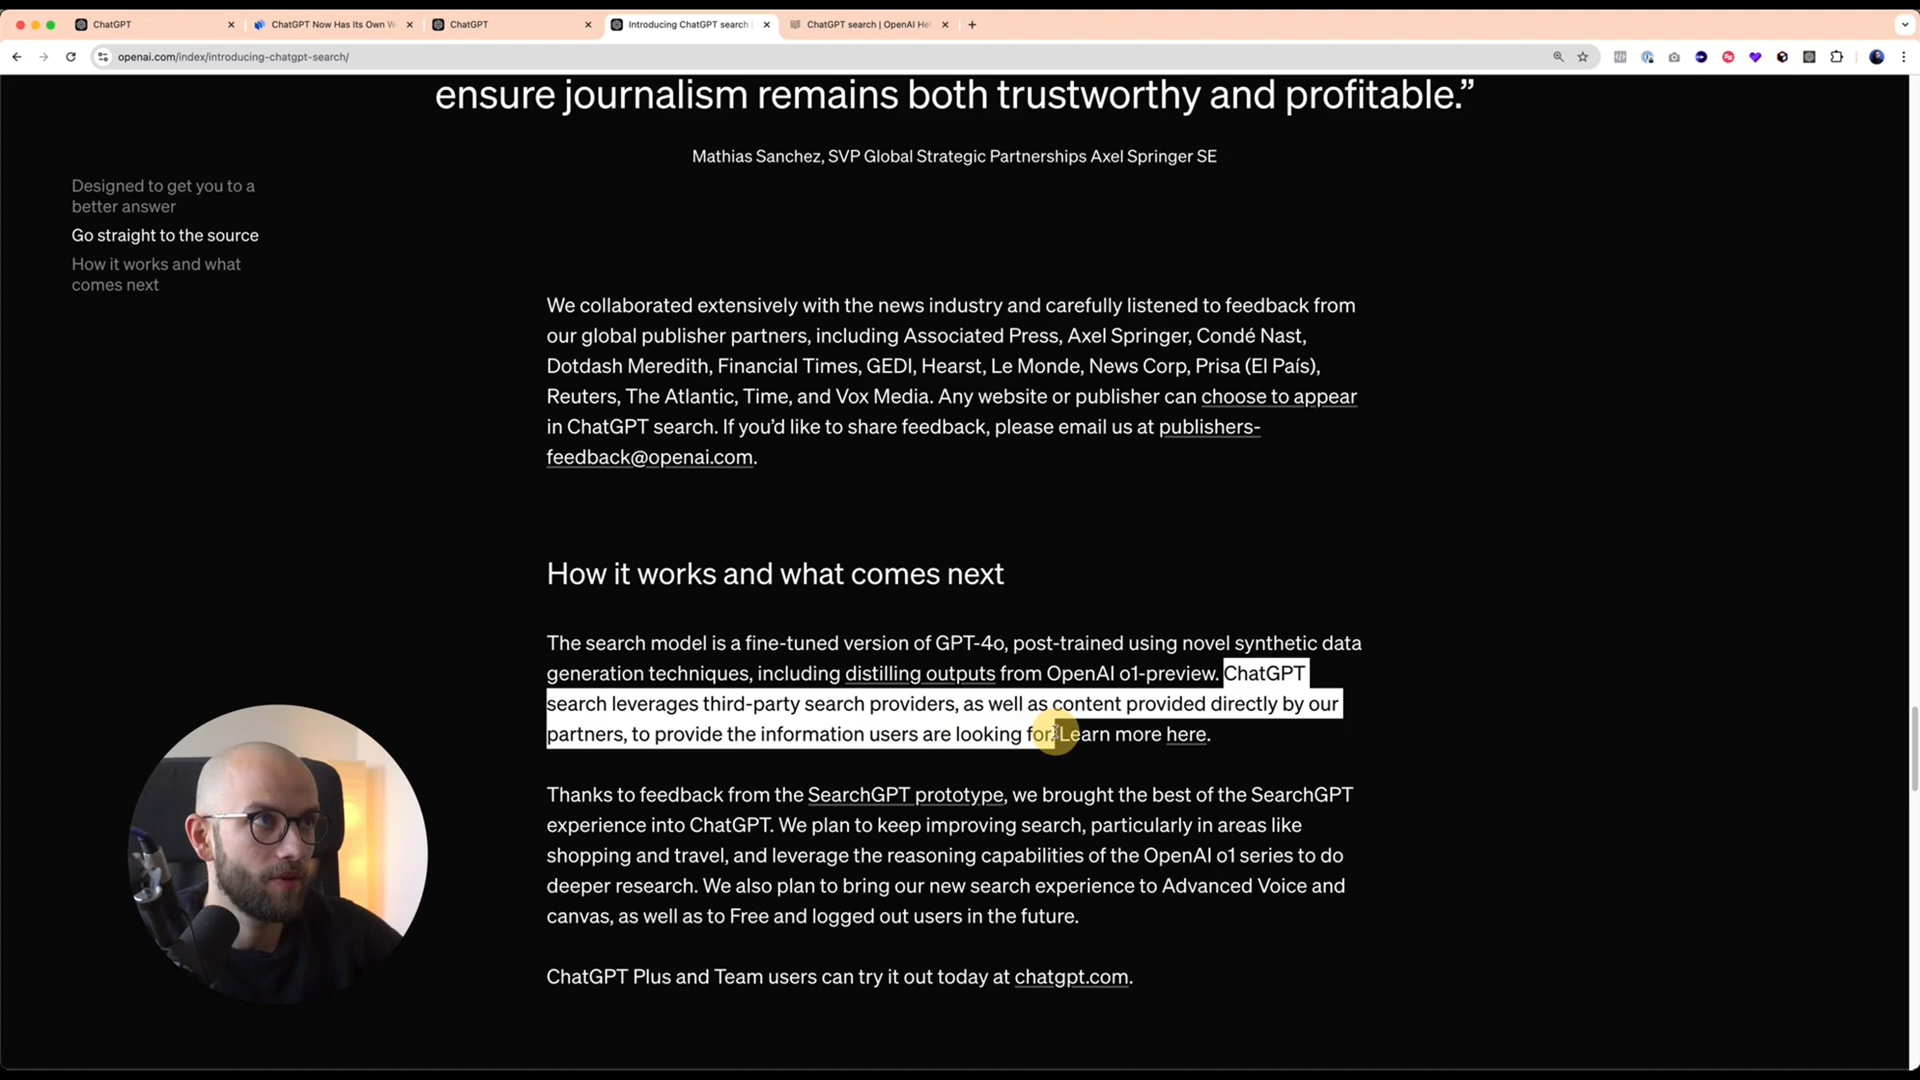 ChatGPT
ChatGPT Now Has Its Own W
ChatGPT
Introducing ChatGPT search
ChatGPT search | OpenAI He
openai.com/index/introducing-chatgpt-search/
ensure journalism remains both trustworthy and profitable.”
Mathias Sanchez, SVP Global Strategic Partnerships Axel Springer SE
Designed to get you to a
better answer
Go straight to the source
How it works and what
comes next
We collaborated extensively with the news industry and carefully listened to feedback from
our global publisher partners, including Associated Press, Axel Springer, Condé Nast,
Dotdash Meredith, Financial Times, GEDI, Hearst, Le Monde, News Corp, Prisa (El País),
Reuters, The Atlantic, Time, and Vox Media. Any website or publisher can choose to appear
in ChatGPT search. If you’d like to share feedback, please email us at publishers-
feedback@openai.com.
How it works and what comes next
The search model is a fine-tuned version of GPT-4o, post-trained using novel synthetic data
generation techniques, including distilling outputs from OpenAI o1-preview. ChatGPT
search leverages third-party search providers, as well as content provided directly by our
partners, to provide the information users are looking for. Learn more here.
Thanks to feedback from the SearchGPT prototype, we brought the best of the SearchGPT
experience into ChatGPT. We plan to keep improving search, particularly in areas like
shopping and travel, and leverage the reasoning capabilities of the OpenAI o1 series to do
deeper research. We also plan to bring our new search experience to Advanced Voice and
canvas, as well as to Free and logged out users in the future.
ChatGPT Plus and Team users can try it out today at chatgpt.com.